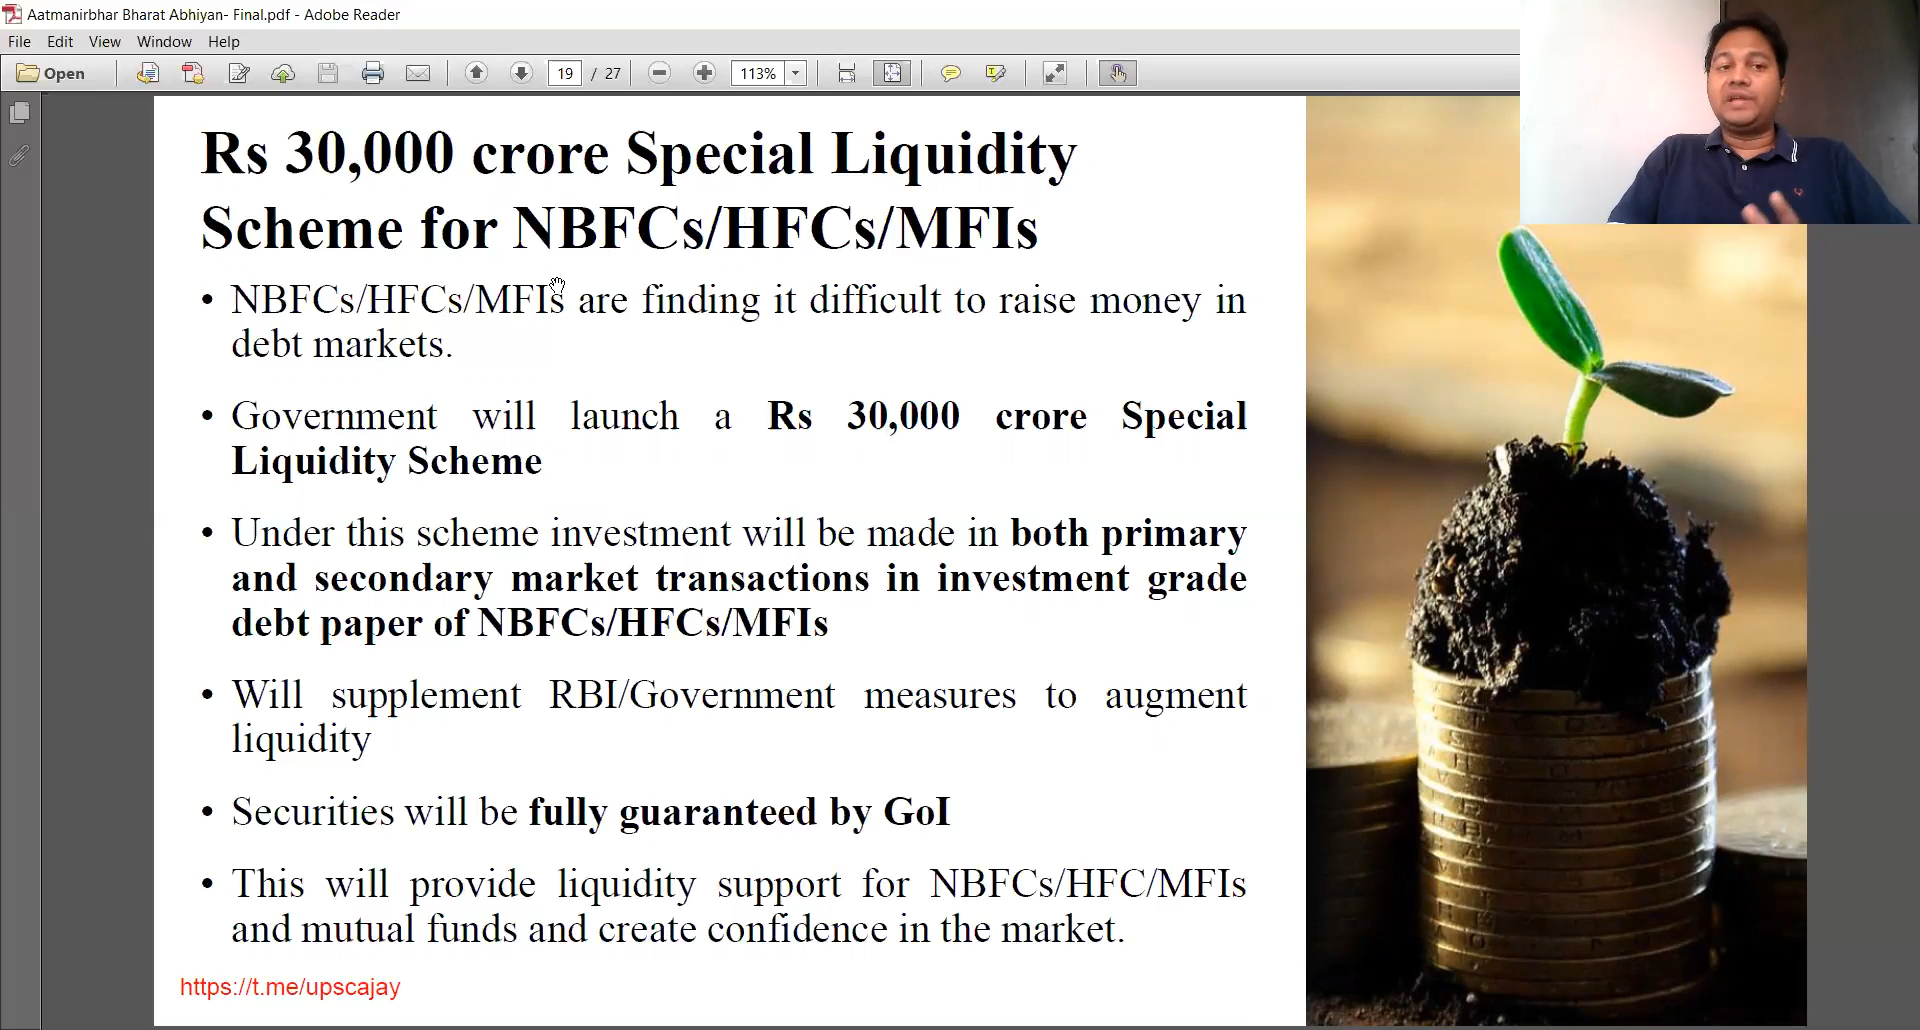 Aatmanirbhar Bharat Abhiyan- Final.pdf - Adobe Reader
File Edit View Window Help
Open 19 / 27 113%
Rs 30,000 crore Special Liquidity
Scheme for NBFCs/HFCs/MFIs
• NBFCs/HFCs/MFIs are finding it difficult to raise money in
debt markets.
• Government will launch a Rs 30,000 crore Special
Liquidity Scheme
• Under this scheme investment will be made in both primary
and secondary market transactions in investment grade
debt paper of NBFCs/HFCs/MFIs
• Will supplement RBI/Government measures to augment
liquidity
• Securities will be fully guaranteed by GoI
• This will provide liquidity support for NBFCs/HFC/MFIs
and mutual funds and create confidence in the market.
https://t.me/upscajay